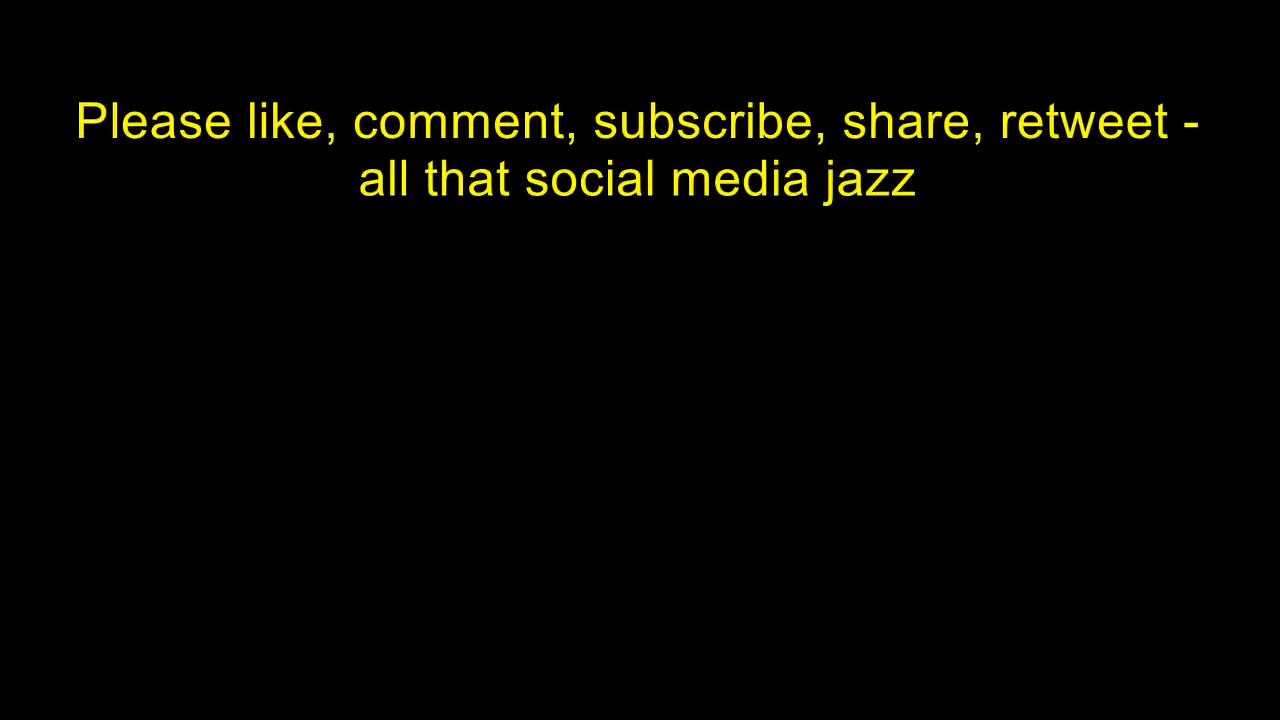 Please like, comment, subscribe, share, retweet -
all that social media jazz